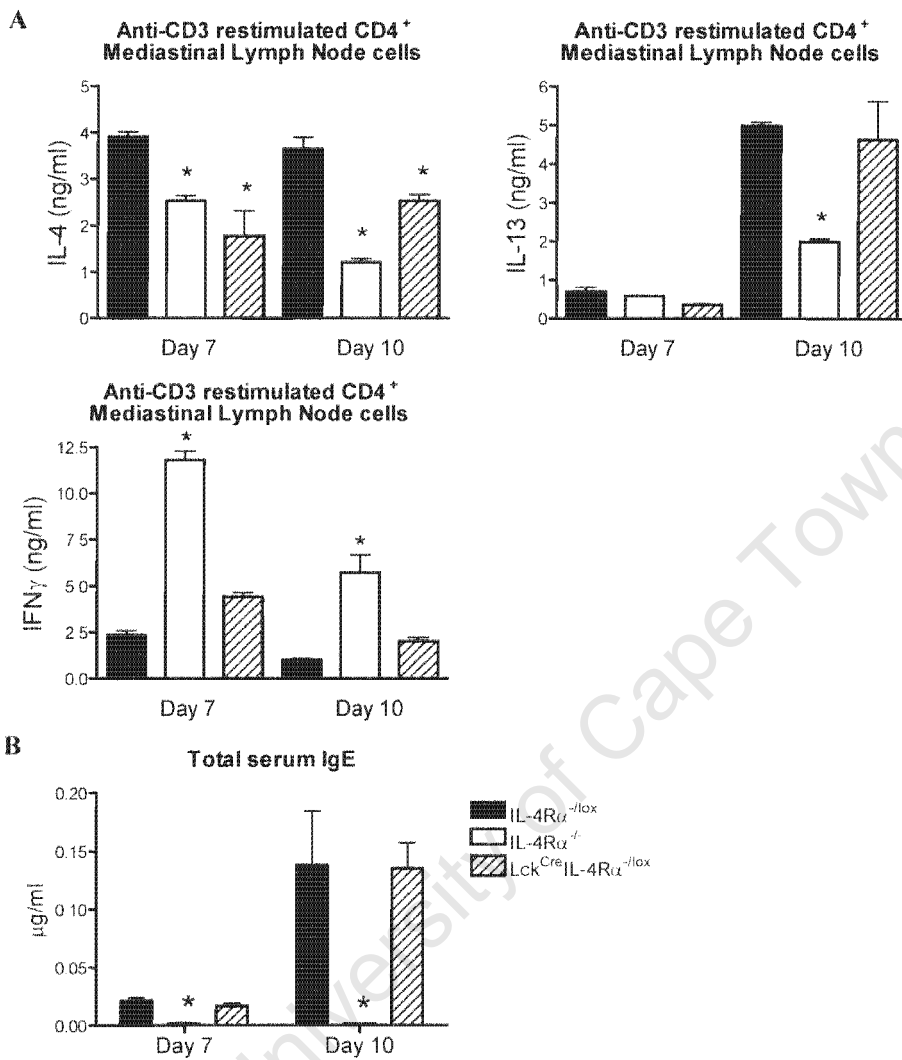 A
Anti-CD3 restimulated CD4⁺
Mediastinal Lymph Node cells
IL-4 (ng/ml)
5
4
3
2
1
0
*
*
*
*
Day 7
Day 10
Anti-CD3 restimulated CD4⁺
Mediastinal Lymph Node cells
IL-13 (ng/ml)
6
5
4
3
2
1
0
*
Day 7
Day 10
Anti-CD3 restimulated CD4⁺
Mediastinal Lymph Node cells
IFNγ (ng/ml)
12.5
10.0
7.5
5.0
2.5
0.0
*
*
Day 7
Day 10
B
Total serum IgE
µg/ml
0.20
0.15
0.10
0.05
0.00
*
*
Day 7
Day 10
IL-4Rα⁻/lox
IL-4Rα⁻/⁻
LckCreIL-4Rα⁻/lox
University of Cape Town